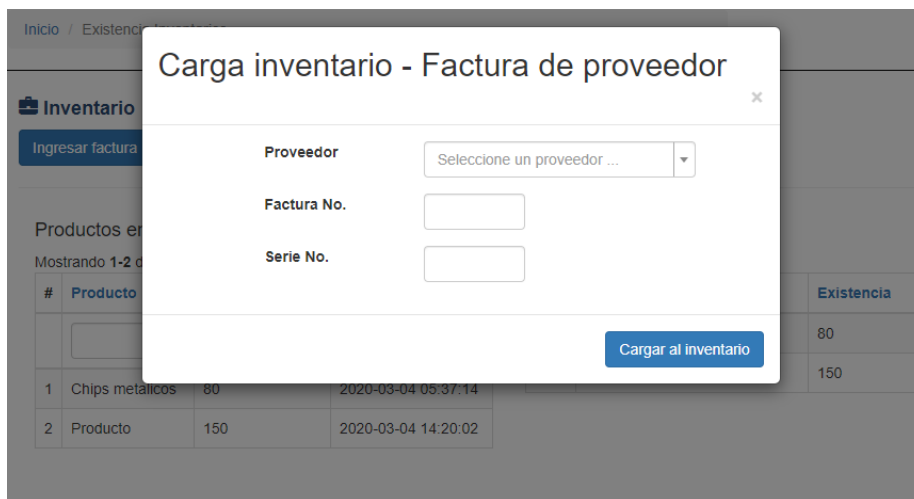 Inicio / Existenci
Carga inventario - Factura de proveedor
×
Inventario
Ingresar factura
Proveedor
Seleccione un proveedor ...
Factura No.
Serie No.
Productos en
Mostrando 1-2 d
# Producto
Existencia
80
150
Cargar al inventario
1 Chips metálicos 80 2020-03-04 05:37:14
2 Producto 150 2020-03-04 14:20:02